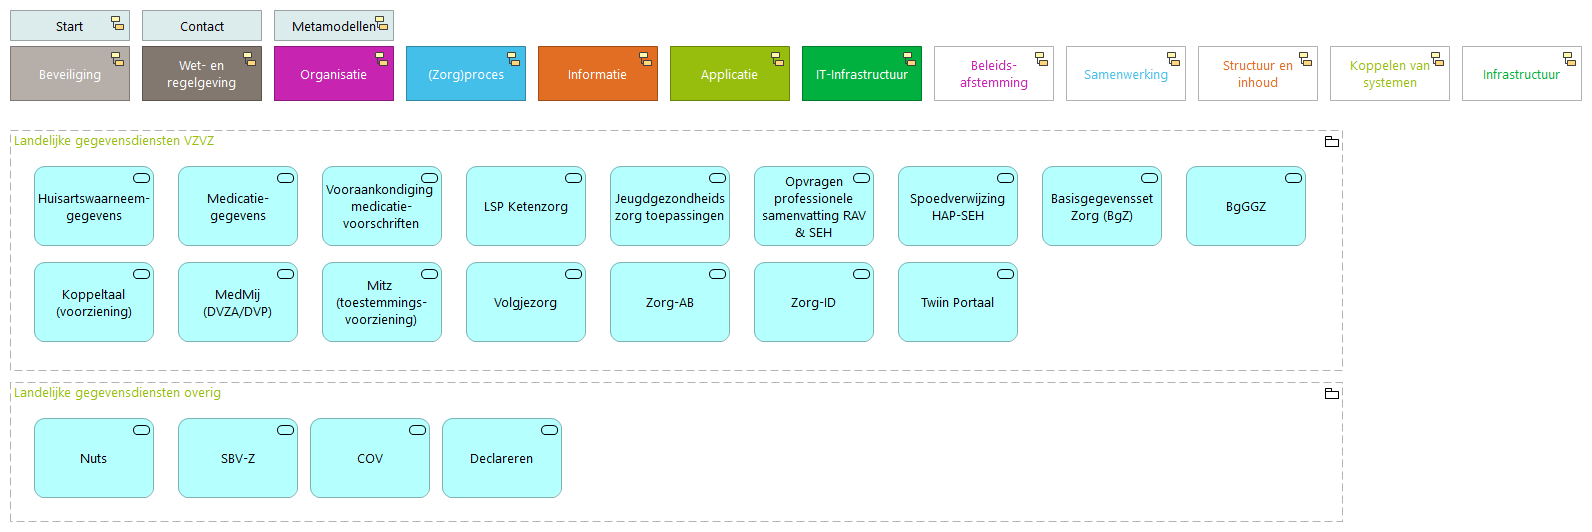 Start
Contact
Metamodellen
Beveiliging
Wet- en
regelgeving
Organisatie
(Zorg)proces
Informatie
Applicatie
IT-Infrastructuur
Beleids-
afstemming
Samenwerking
Structuur en
inhoud
Koppelen van
systemen
Infrastructuur
Landelijke gegevensdiensten VZVZ
Huisartswaarneem-
gegevens
Medicatie-
gegevens
Vooraankondiging
medicatie-
voorschriften
LSP Ketenzorg
Jeugdgezondheids
zorg toepassingen
Opvragen
professionele
samenvatting RAV
& SEH
Spoedverwijzing
HAP-SEH
Basisgegevensset
Zorg (BgZ)
BgGGZ
Koppeltaal
(voorziening)
MedMij
(DVZA/DVP)
Mitz
(toestemmings-
voorziening)
Volgjezorg
Zorg-AB
Zorg-ID
Twiin Portaal
Landelijke gegevensdiensten overig
Nuts
SBV-Z
COV
Declareren